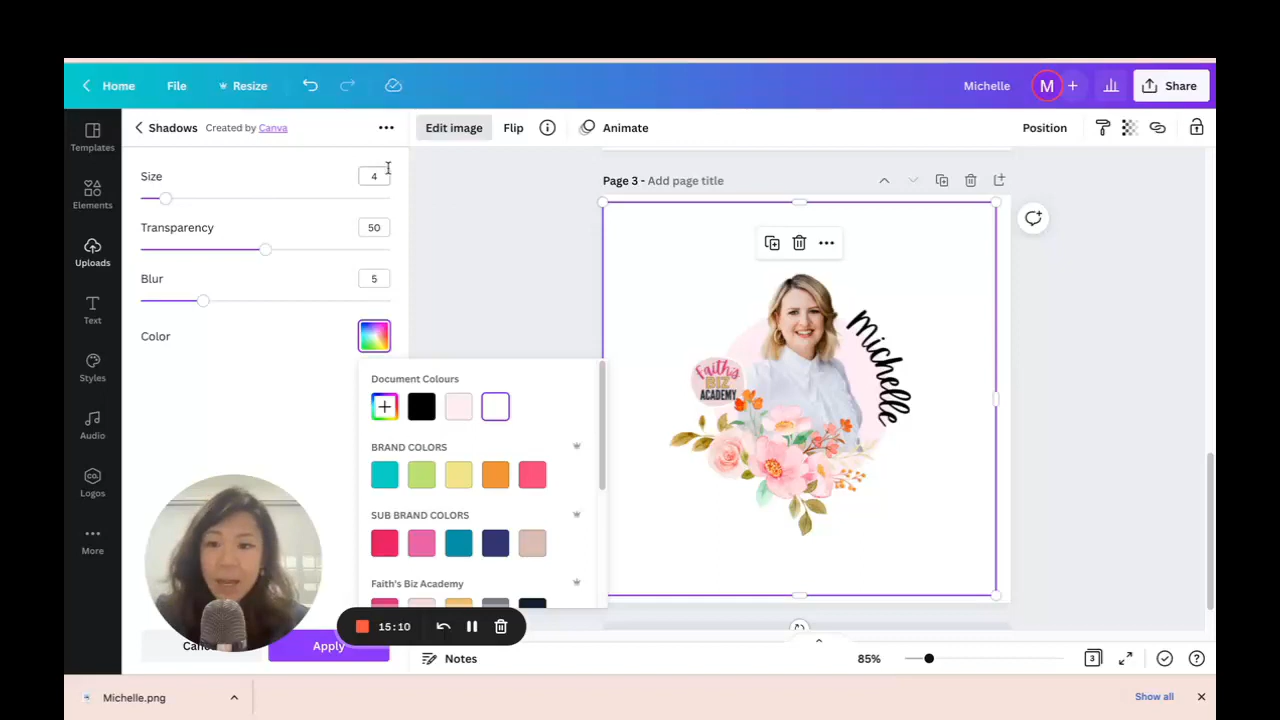 Home
File
Resize
Michelle
M
Share
Templates
Elements
Uploads
Text
Styles
Audio
Logos
CO.
More
Shadows
Created by Canva
Edit image
Flip
Animate
Position
Size
4
Transparency
50
Blur
5
Color
Document Colours
BRAND COLORS
SUB BRAND COLORS
Faith's Biz Academy
Page 3 - Add page title
Michelle
Faith's
BIZ
ACADEMY
Apply
15:10
Notes
85%
3
Michelle.png
Show all